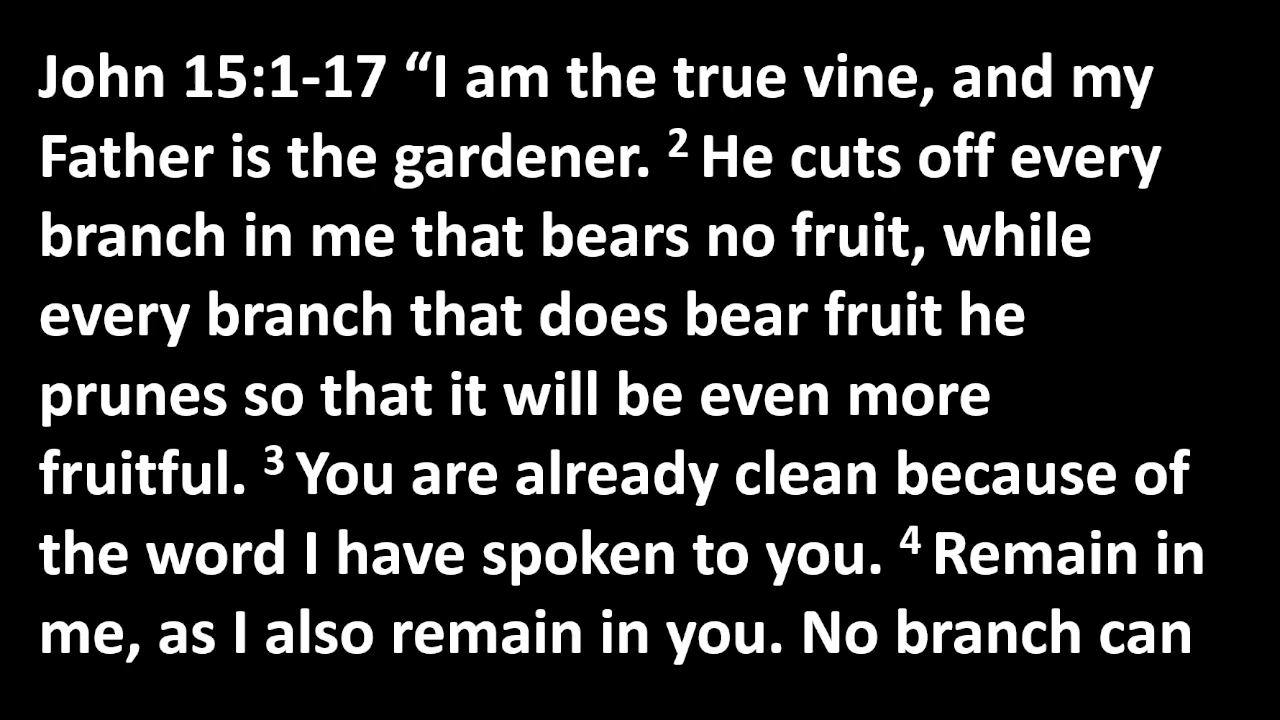 John 15:1-17 “I am the true vine, and my
Father is the gardener. ² He cuts off every
branch in me that bears no fruit, while
every branch that does bear fruit he
prunes so that it will be even more
fruitful. ³ You are already clean because of
the word I have spoken to you. ⁴ Remain in
me, as I also remain in you. No branch can